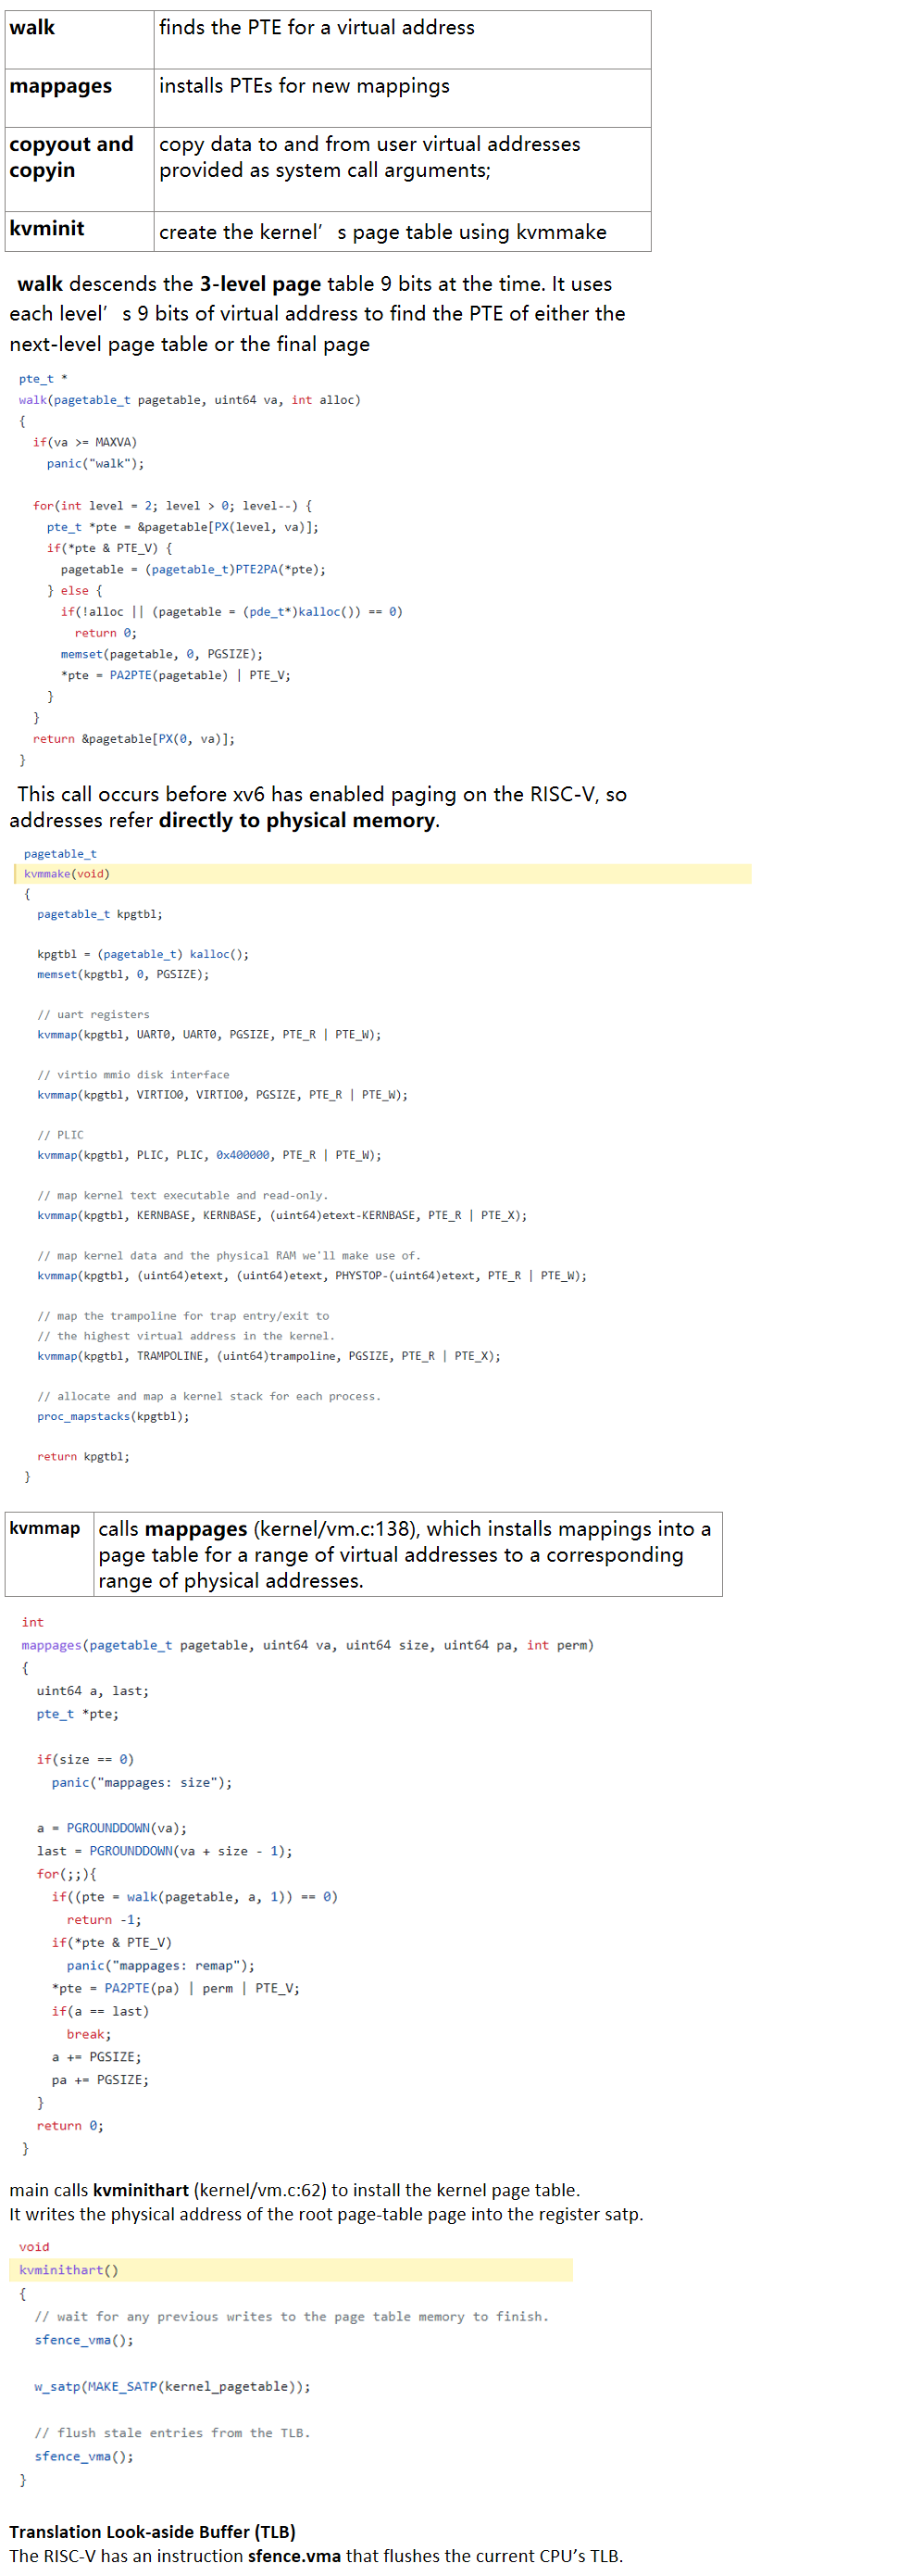 walk finds the PTE for a virtual address
mappages installs PTEs for new mappings
copyout and copy data to and from user virtual addresses
copyin provided as system call arguments;
kvminit create the kernel’s page table using kvmmake
walk descends the 3-level page table 9 bits at the time. It uses
each level’s 9 bits of virtual address to find the PTE of either the
next-level page table or the final page
pte_t *
walk(pagetable_t pagetable, uint64 va, int alloc)
{
  if(va >= MAXVA)
    panic("walk");

  for(int level = 2; level > 0; level--) {
    pte_t *pte = &pagetable[PX(level, va)];
    if(*pte & PTE_V) {
      pagetable = (pagetable_t)PTE2PA(*pte);
    } else {
      if(!alloc || (pagetable = (pde_t*)kalloc()) == 0)
        return 0;
      memset(pagetable, 0, PGSIZE);
      *pte = PA2PTE(pagetable) | PTE_V;
    }
  }
  return &pagetable[PX(0, va)];
}
This call occurs before xv6 has enabled paging on the RISC-V, so
addresses refer directly to physical memory.
pagetable_t
kvmmake(void)
{
  pagetable_t kpgtbl;

  kpgtbl = (pagetable_t) kalloc();
  memset(kpgtbl, 0, PGSIZE);

  // uart registers
  kvmmap(kpgtbl, UART0, UART0, PGSIZE, PTE_R | PTE_W);

  // virtio mmio disk interface
  kvmmap(kpgtbl, VIRTIO0, VIRTIO0, PGSIZE, PTE_R | PTE_W);

  // PLIC
  kvmmap(kpgtbl, PLIC, PLIC, 0x400000, PTE_R | PTE_W);

  // map kernel text executable and read-only.
  kvmmap(kpgtbl, KERNBASE, KERNBASE, (uint64)etext-KERNBASE, PTE_R | PTE_X);

  // map kernel data and the physical RAM we'll make use of.
  kvmmap(kpgtbl, (uint64)etext, (uint64)etext, PHYSTOP-(uint64)etext, PTE_R | PTE_W);

  // map the trampoline for trap entry/exit to
  // the highest virtual address in the kernel.
  kvmmap(kpgtbl, TRAMPOLINE, (uint64)trampoline, PGSIZE, PTE_R | PTE_X);

  // allocate and map a kernel stack for each process.
  proc_mapstacks(kpgtbl);

  return kpgtbl;
}
kvmmap calls mappages (kernel/vm.c:138), which installs mappings into a
page table for a range of virtual addresses to a corresponding
range of physical addresses.
int
mappages(pagetable_t pagetable, uint64 va, uint64 size, uint64 pa, int perm)
{
  uint64 a, last;
  pte_t *pte;

  if(size == 0)
    panic("mappages: size");

  a = PGROUNDDOWN(va);
  last = PGROUNDDOWN(va + size - 1);
  for(;;){
    if((pte = walk(pagetable, a, 1)) == 0)
      return -1;
    if(*pte & PTE_V)
      panic("mappages: remap");
    *pte = PA2PTE(pa) | perm | PTE_V;
    if(a == last)
      break;
    a += PGSIZE;
    pa += PGSIZE;
  }
  return 0;
}
main calls kvminithart (kernel/vm.c:62) to install the kernel page table.
It writes the physical address of the root page-table page into the register satp.
void
kvminithart()
{
  // wait for any previous writes to the page table memory to finish.
  sfence_vma();

  w_satp(MAKE_SATP(kernel_pagetable));

  // flush stale entries from the TLB.
  sfence_vma();
}
Translation Look-aside Buffer (TLB)
The RISC-V has an instruction sfence.vma that flushes the current CPU’s TLB.